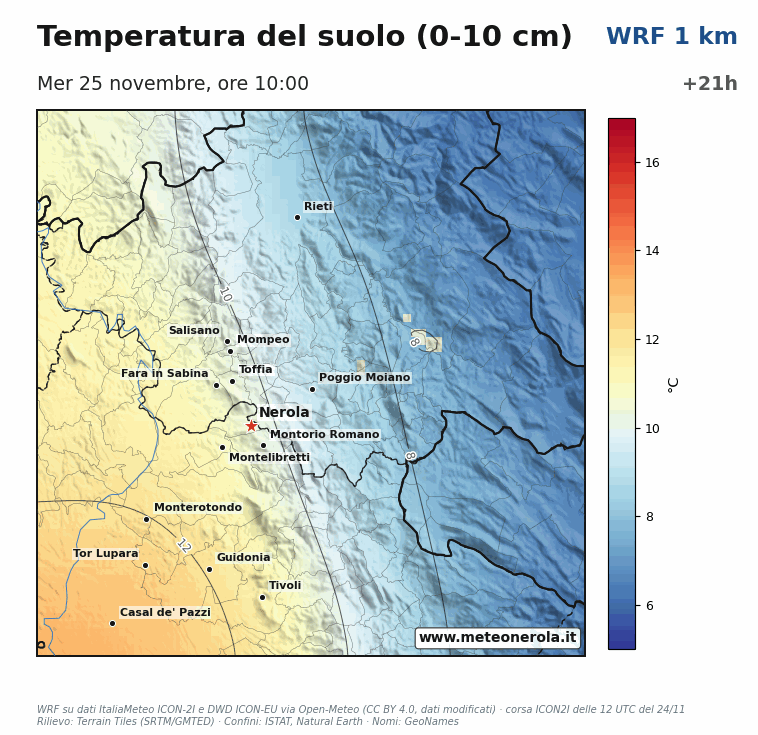 Temperatura del suolo (0-10 cm)
WRF 1 km
Mer 25 novembre, ore 10:00
+21h
Rieti
10
Salisano
Mompeo
8
Toffia
Fara in Sabina
Poggio Moiano
Nerola
Montorio Romano
Montelibretti
8
Monterotondo
12
Tor Lupara
Guidonia
Tivoli
Casal de' Pazzi
www.meteonerola.it
16
14
12
10
8
6
°C
WRF su dati ItaliaMeteo ICON-2I e DWD ICON-EU via Open-Meteo (CC BY 4.0, dati modificati) · corsa ICON2I delle 12 UTC del 24/11
Rilievo: Terrain Tiles (SRTM/GMTED) · Confini: ISTAT, Natural Earth · Nomi: GeoNames